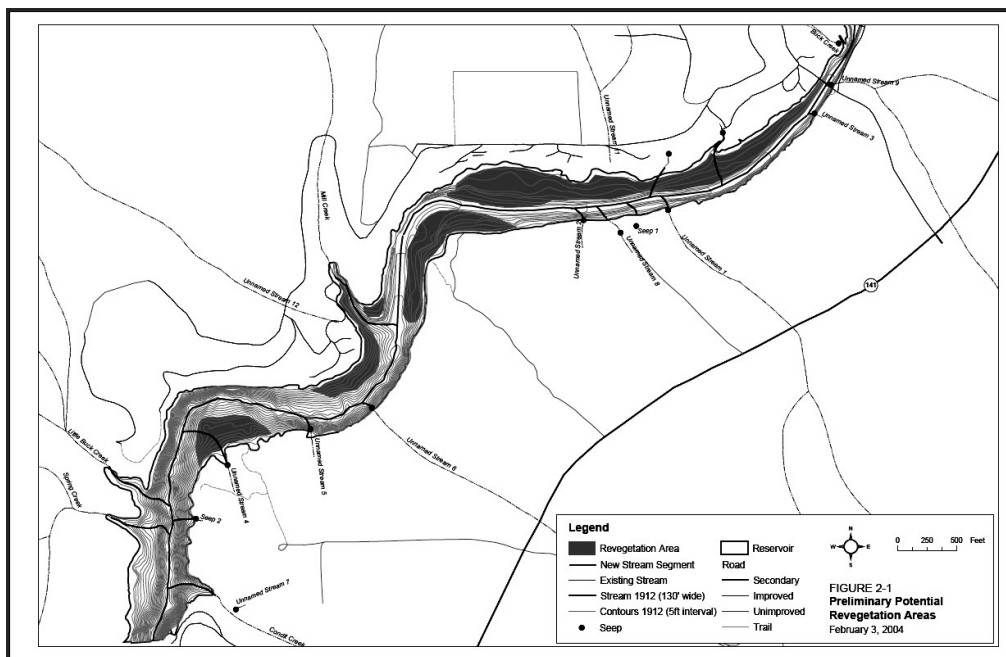 Buck Creek
Unnamed Stream 9
Unnamed Stream 3
Unnamed Stream 11
Mill Creek
Unnamed Stream 12
Unnamed Stream 2
Seep 1
Unnamed Stream 8
Unnamed Stream 1
141
Little Buck Creek
Spring Creek
Unnamed Stream 4
Unnamed Stream 5
Unnamed Stream 6
Seep 2
Unnamed Stream 7
Condit Creek
Legend
Revegetation Area
New Stream Segment
Existing Stream
Stream 1912 (130' wide)
Contours 1912 (5ft interval)
Seep
Reservoir
Road
Secondary
Improved
Unimproved
Trail
N
W E
S
0 250 500 Feet
FIGURE 2-1
Preliminary Potential
Revegetation Areas
February 3, 2004